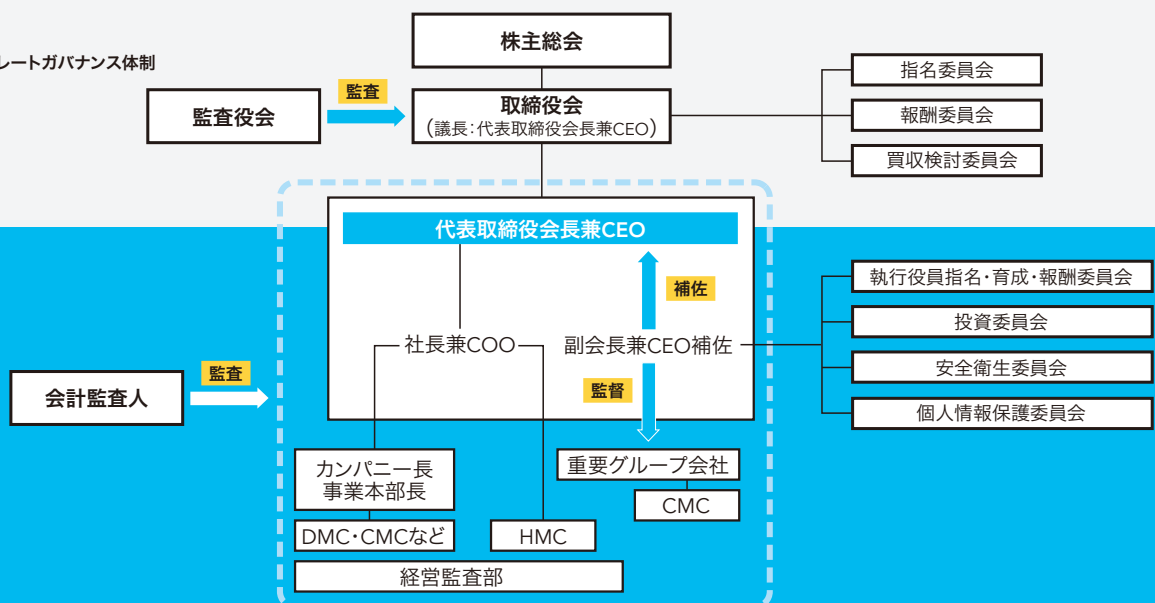 レートガバナンス体制
株主総会
監査役会
監査
取締役会
(議長:代表取締役会長兼CEO)
指名委員会
報酬委員会
買収検討委員会
代表取締役会長兼CEO
補佐
社長兼COO
副会長兼CEO補佐
監督
執行役員指名・育成・報酬委員会
投資委員会
安全衛生委員会
個人情報保護委員会
会計監査人
監査
カンパニー長
事業本部長
DMC・CMCなど
HMC
重要グループ会社
CMC
経営監査部